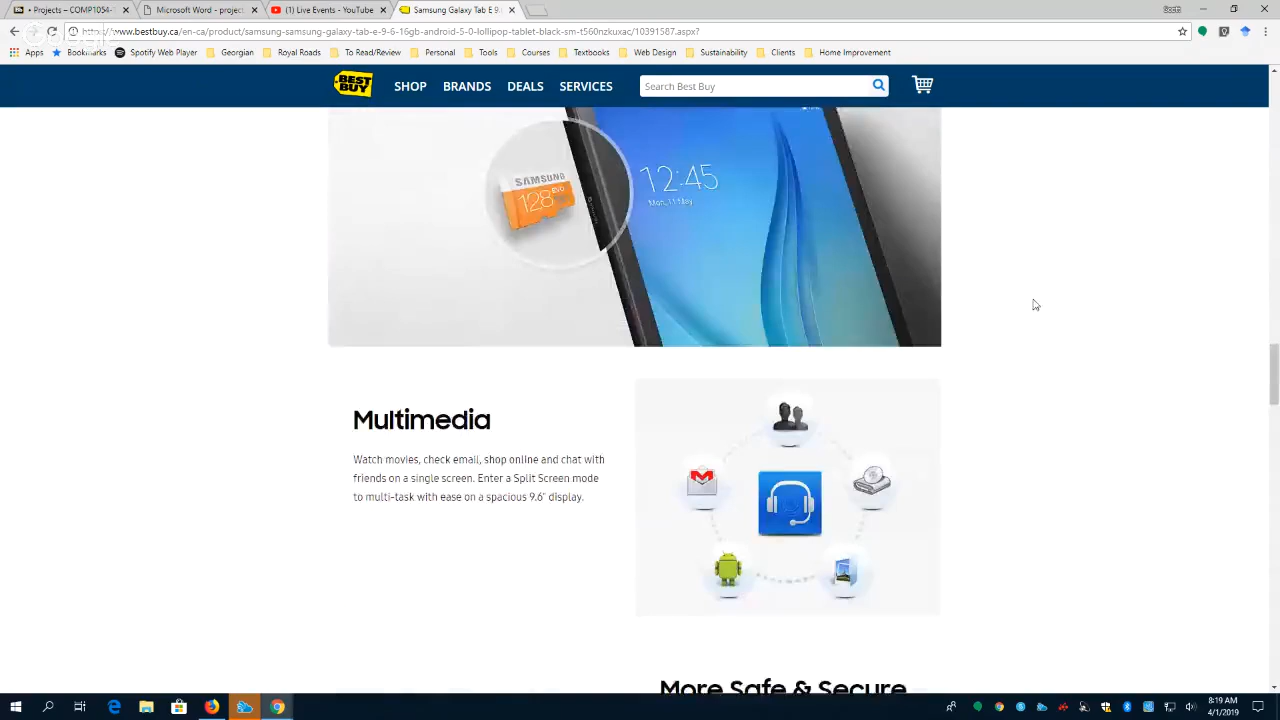 • Projects – COMP1054-
Microsoft Word - project
(1) Live Events - YouTube
Samsung Galaxy Tab E 9.
https://www.bestbuy.ca/en-ca/product/samsung-samsung-galaxy-tab-e-9-6-16gb-android-5-0-lollipop-tablet-black-sm-t560nzkuxac/10391587.aspx?
Apps Spotify Web Player Georgian Royal Roads To Read/Review Personal Tools Courses Textbooks Web Design Sustainability Clients Home Improvement
BEST BUY SHOP BRANDS DEALS SERVICES Search Best Buy
SAMSUNG
128 EVO
12:45
Mon, 11 May
Multimedia
Watch movies, check email, shop online and chat with
friends on a single screen. Enter a Split Screen mode
to multi-task with ease on a spacious 9.6" display.
More Safe & Secure
8:19 AM
4/1/2019